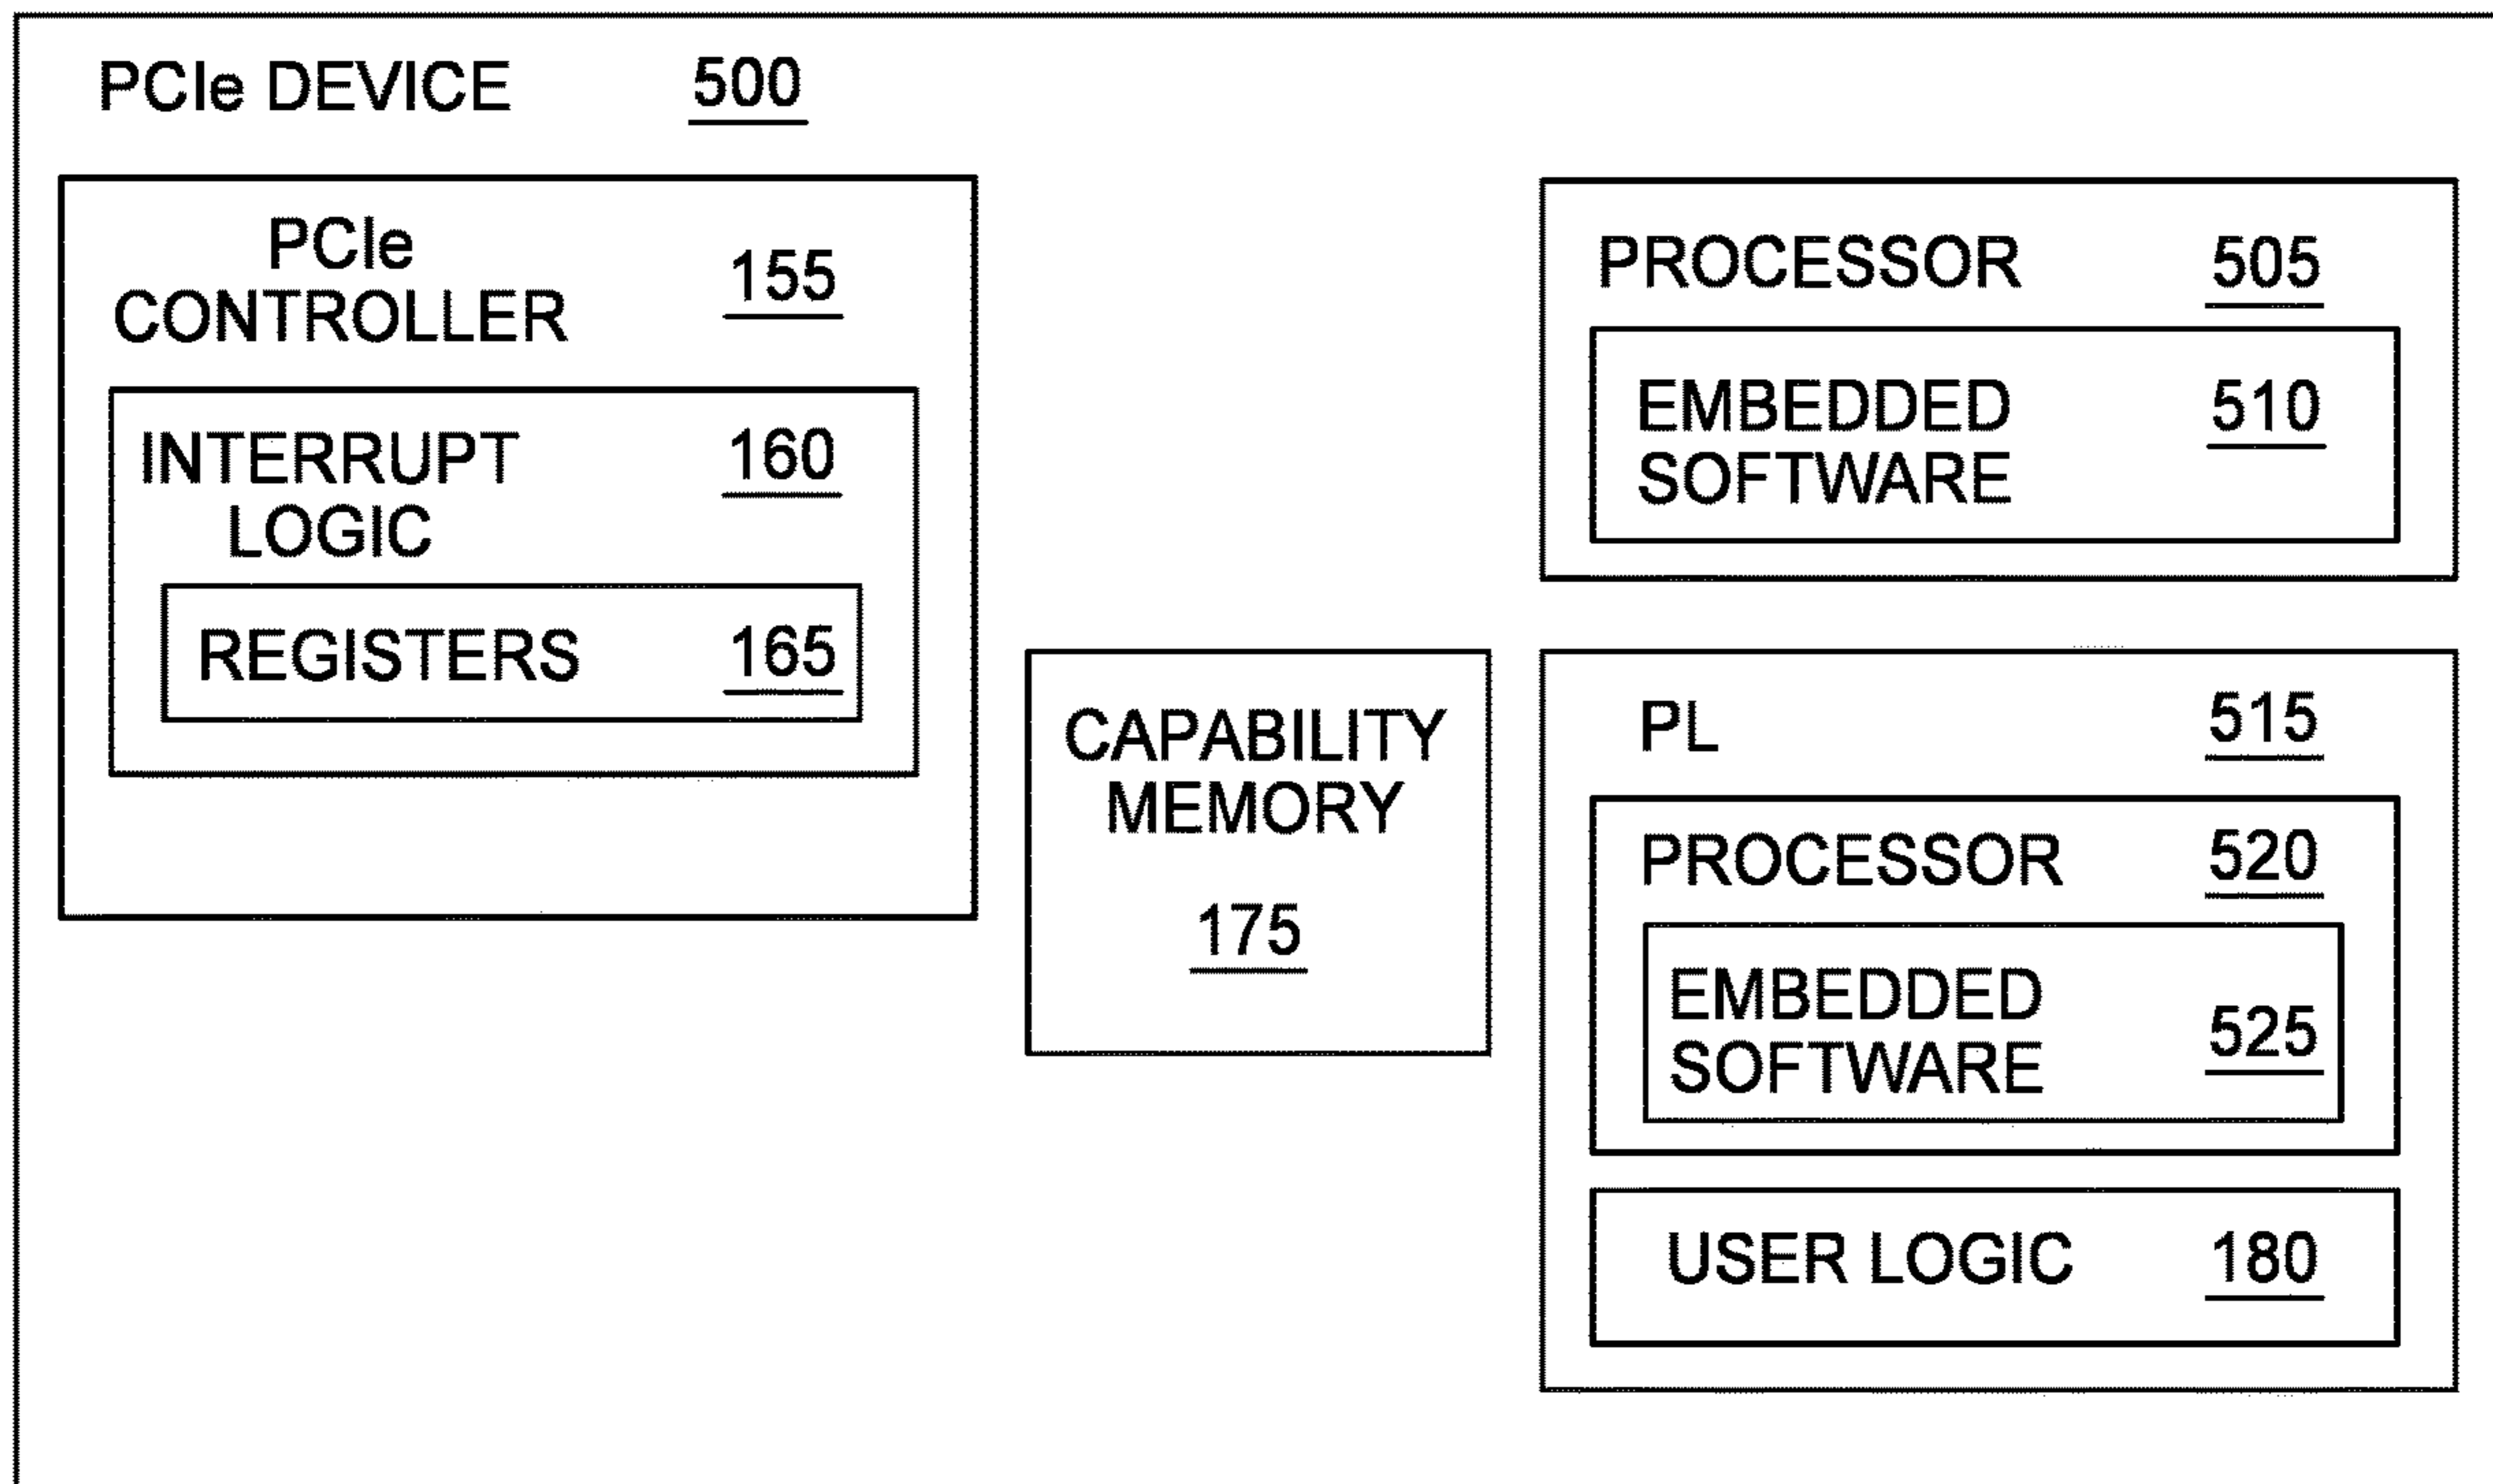 PCIe DEVICE 500
PCIe
CONTROLLER 155
INTERRUPT
LOGIC 160
REGISTERS 165
CAPABILITY
MEMORY
175
PROCESSOR 505
EMBEDDED
SOFTWARE 510
PL 515
PROCESSOR 520
EMBEDDED
SOFTWARE 525
USER LOGIC 180